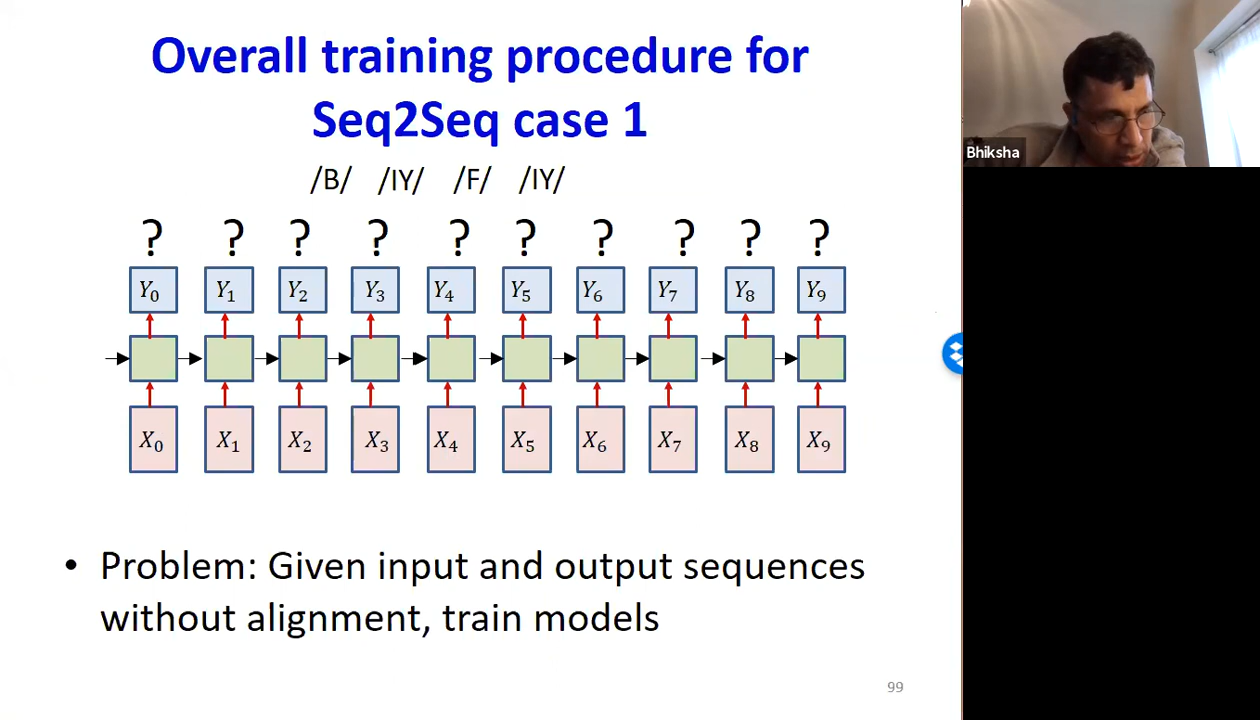 Overall training procedure for
Seq2Seq case 1
/B/ /IY/ /F/ /IY/
? ? ? ? ? ? ? ? ? ?
Y₀ Y₁ Y₂ Y₃ Y₄ Y₅ Y₆ Y₇ Y₈ Y₉
X₀ X₁ X₂ X₃ X₄ X₅ X₆ X₇ X₈ X₉
• Problem: Given input and output sequences
without alignment, train models
99
Bhiksha